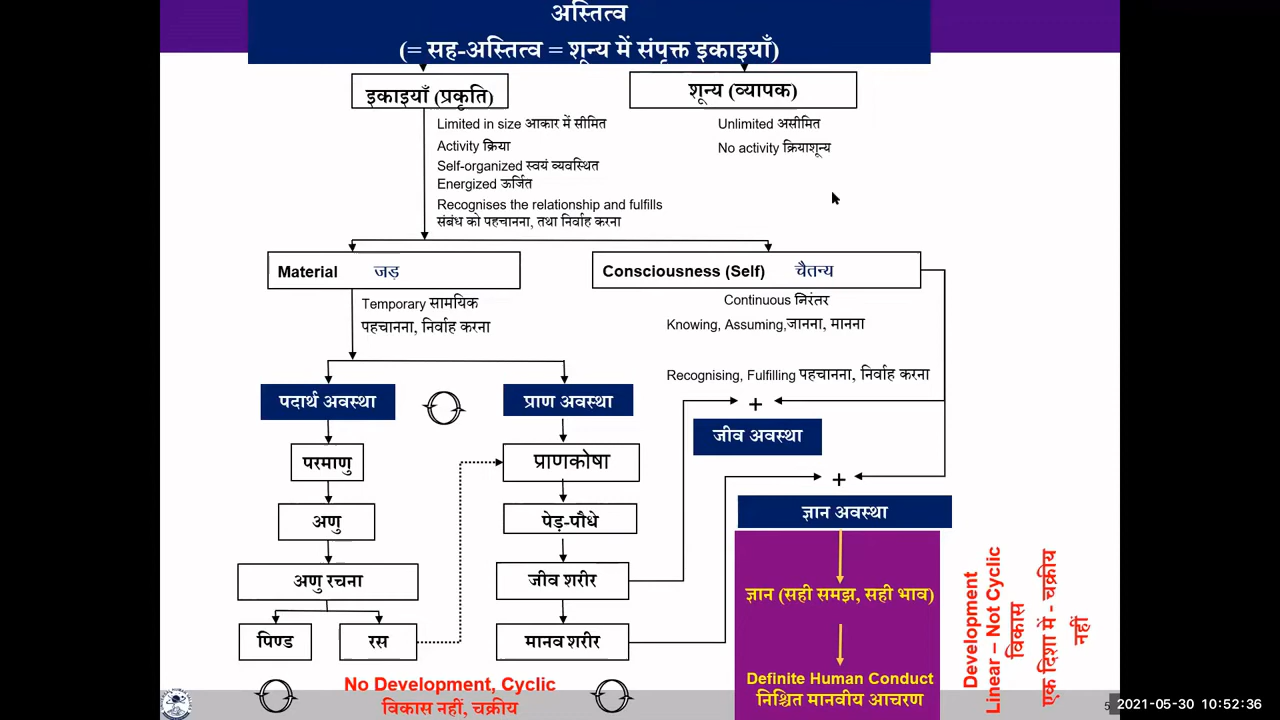 अस्तित्व
(= सह-अस्तित्व = शून्य में संपृक्त इकाइयाँ)
इकाइयाँ (प्रकृति)
शून्य (व्यापक)
Limited in size आकार में सीमित
Activity क्रिया
Self-organized स्वयं व्यवस्थित
Energized ऊर्जित
Recognises the relationship and fulfills
संबंध को पहचानना, तथा निर्वाह करना
Unlimited असीमित
No activity क्रियाशून्य
Material जड़
Consciousness (Self) चैतन्य
Temporary सामयिक
पहचानना, निर्वाह करना
Continuous निरंतर
Knowing, Assuming,जानना, मानना
Recognising, Fulfilling पहचानना, निर्वाह करना
पदार्थ अवस्था
प्राण अवस्था
+
जीव अवस्था
परमाणु
प्राणकोषा
+
ज्ञान अवस्था
अणु
पेड़-पौधे
अणु रचना
जीव शरीर
ज्ञान (सही समझ, सही भाव)
पिण्ड
रस
मानव शरीर
Definite Human Conduct
निश्चित मानवीय आचरण
No Development, Cyclic
विकास नहीं, चक्रीय
Development
Linear – Not Cyclic
विकास
एक दिशा में - चक्रीय
नहीं
5
2021-05-30 10:52:36